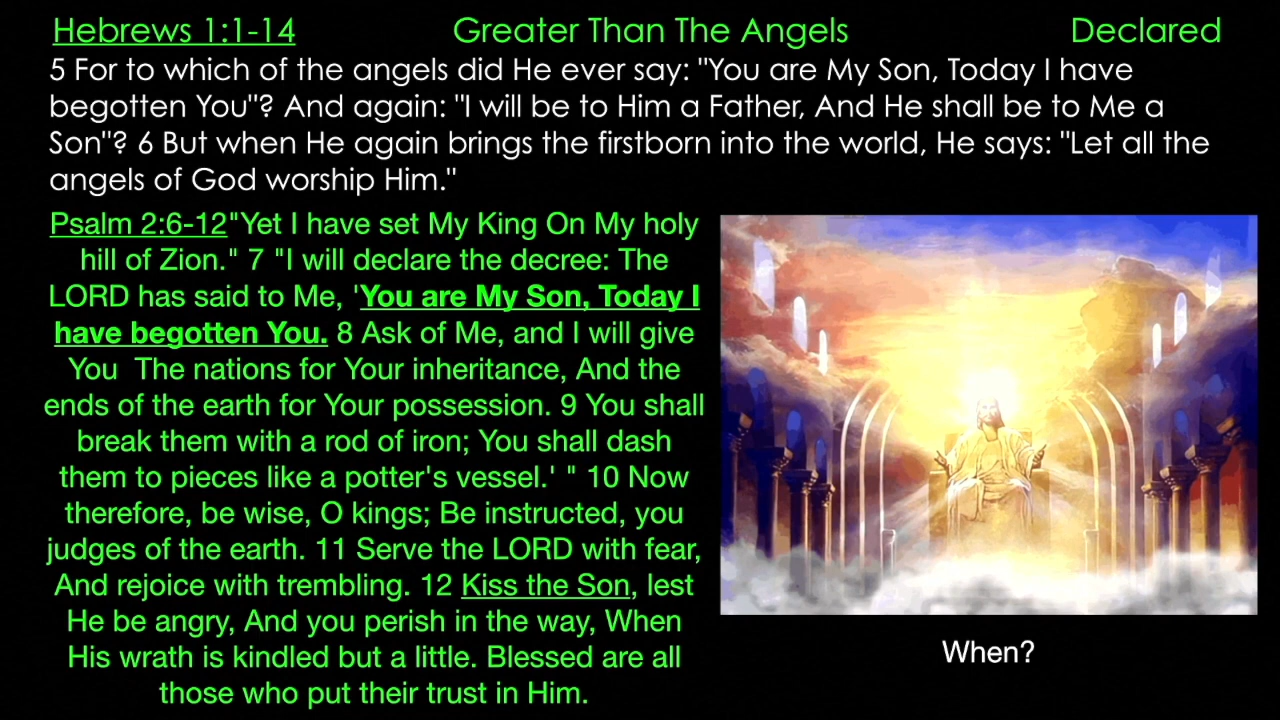 Hebrews 1:1-14 Greater Than The Angels Declared
5 For to which of the angels did He ever say: "You are My Son, Today I have
begotten You"? And again: "I will be to Him a Father, And He shall be to Me a
Son"? 6 But when He again brings the firstborn into the world, He says: "Let all the
angels of God worship Him."
Psalm 2:6-12"Yet I have set My King On My holy
hill of Zion." 7 "I will declare the decree: The
LORD has said to Me, 'You are My Son, Today I
have begotten You. 8 Ask of Me, and I will give
You  The nations for Your inheritance, And the
ends of the earth for Your possession. 9 You shall
break them with a rod of iron; You shall dash
them to pieces like a potter's vessel.' " 10 Now
therefore, be wise, O kings; Be instructed, you
judges of the earth. 11 Serve the LORD with fear,
And rejoice with trembling. 12 Kiss the Son, lest
He be angry, And you perish in the way, When
His wrath is kindled but a little. Blessed are all
those who put their trust in Him.
When?